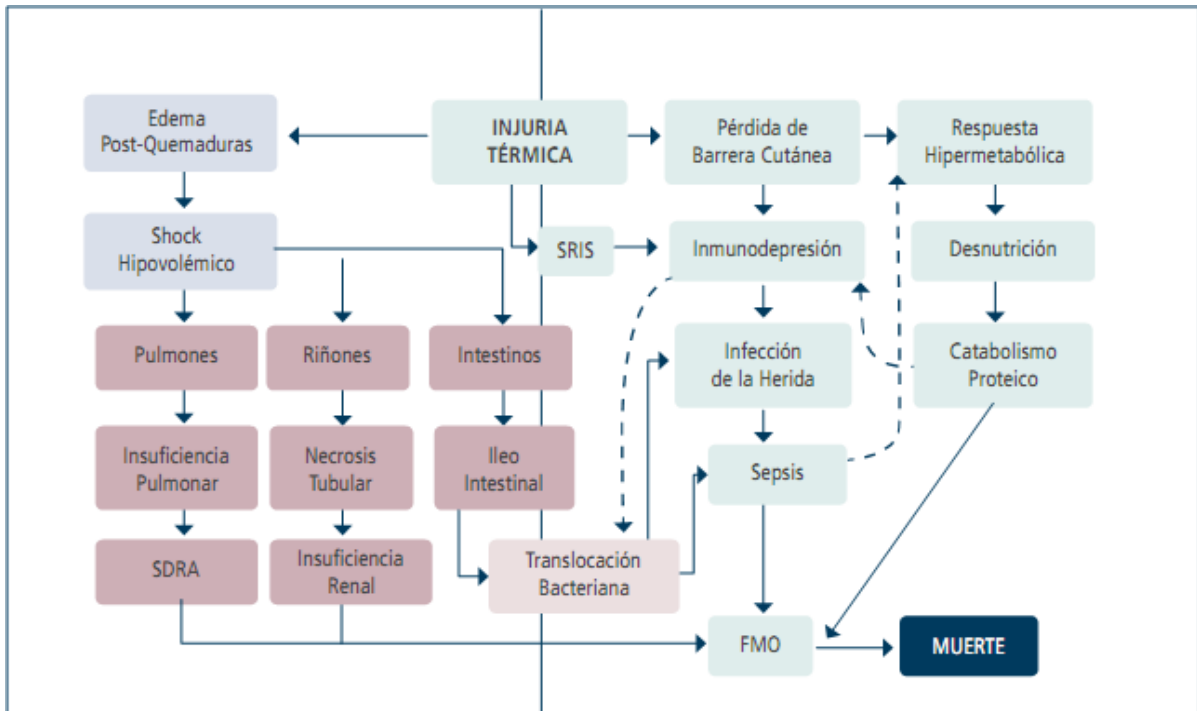 Edema
Post-Quemaduras
INJURIA
TÉRMICA
Pérdida de
Barrera Cutánea
Respuesta
Hipermetabólica
Shock
Hipovolémico
SRIS
Inmunodepresión
Desnutrición
Pulmones
Riñones
Intestinos
Infección
de la Herida
Catabolismo
Proteico
Insuficiencia
Pulmonar
Necrosis
Tubular
Ileo
Intestinal
Sepsis
SDRA
Insuficiencia
Renal
Translocación
Bacteriana
FMO
MUERTE